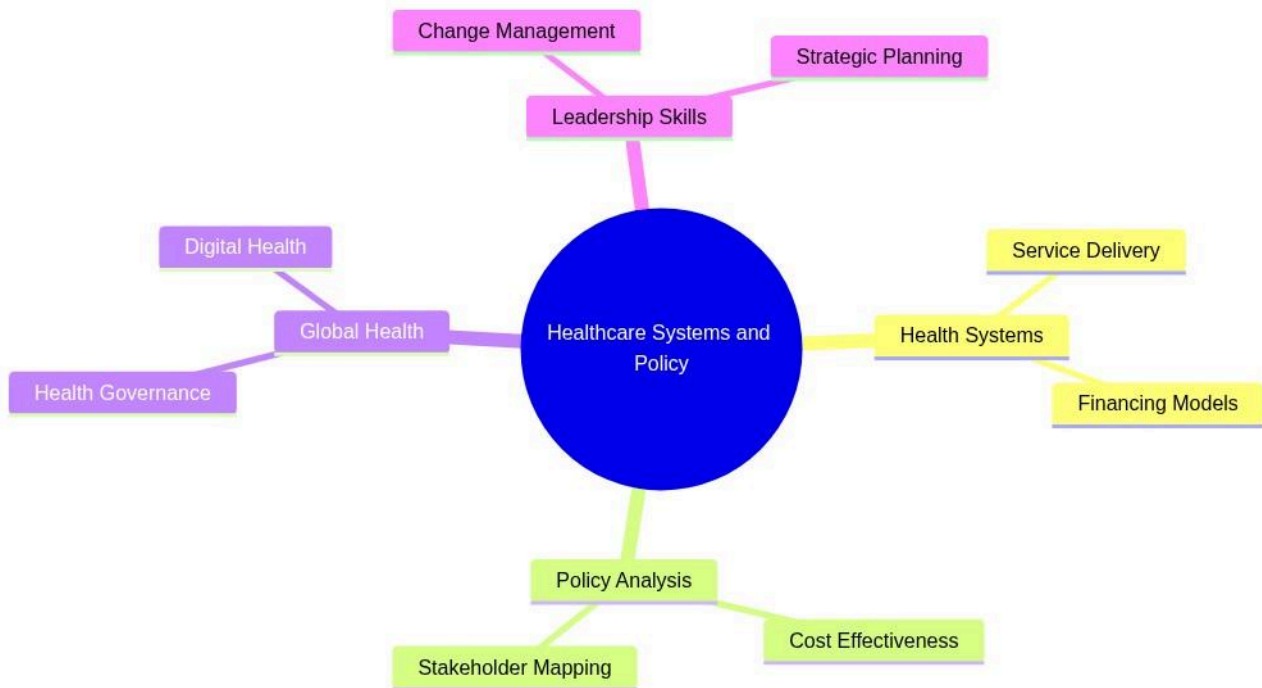 Change Management
Strategic Planning
Leadership Skills
Digital Health
Service Delivery
Global Health
Healthcare Systems and
Policy
Health Systems
Health Governance
Financing Models
Policy Analysis
Cost Effectiveness
Stakeholder Mapping